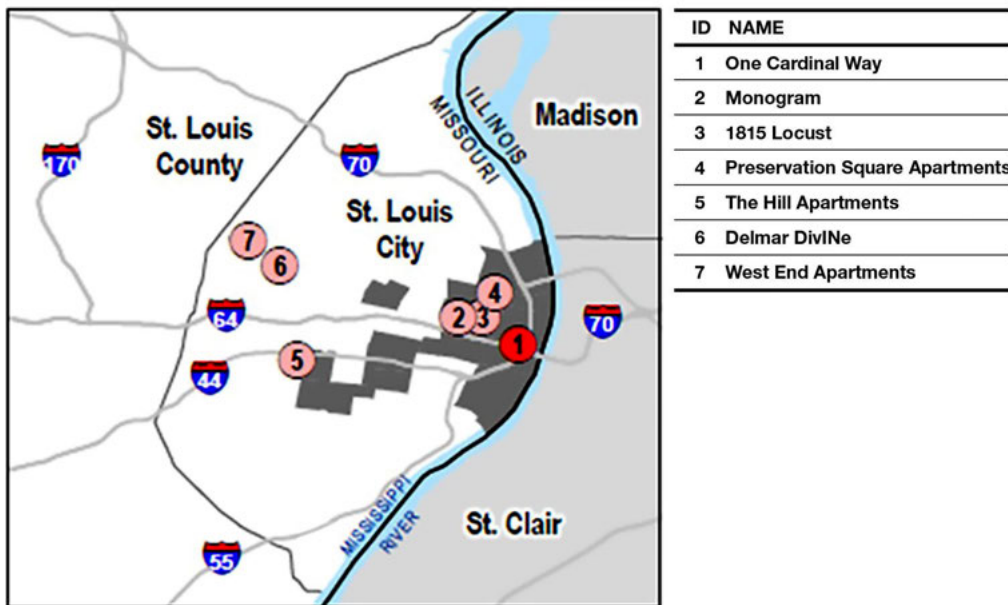 St. Louis
County
170
70
ILLINOIS
MISSOURI
Madison
St. Louis
City
7
6
4
2
3
1
64
70
5
44
MISSISSIPPI
RIVER
St. Clair
55
ID NAME
1 One Cardinal Way
2 Monogram
3 1815 Locust
4 Preservation Square Apartments
5 The Hill Apartments
6 Delmar DivINe
7 West End Apartments